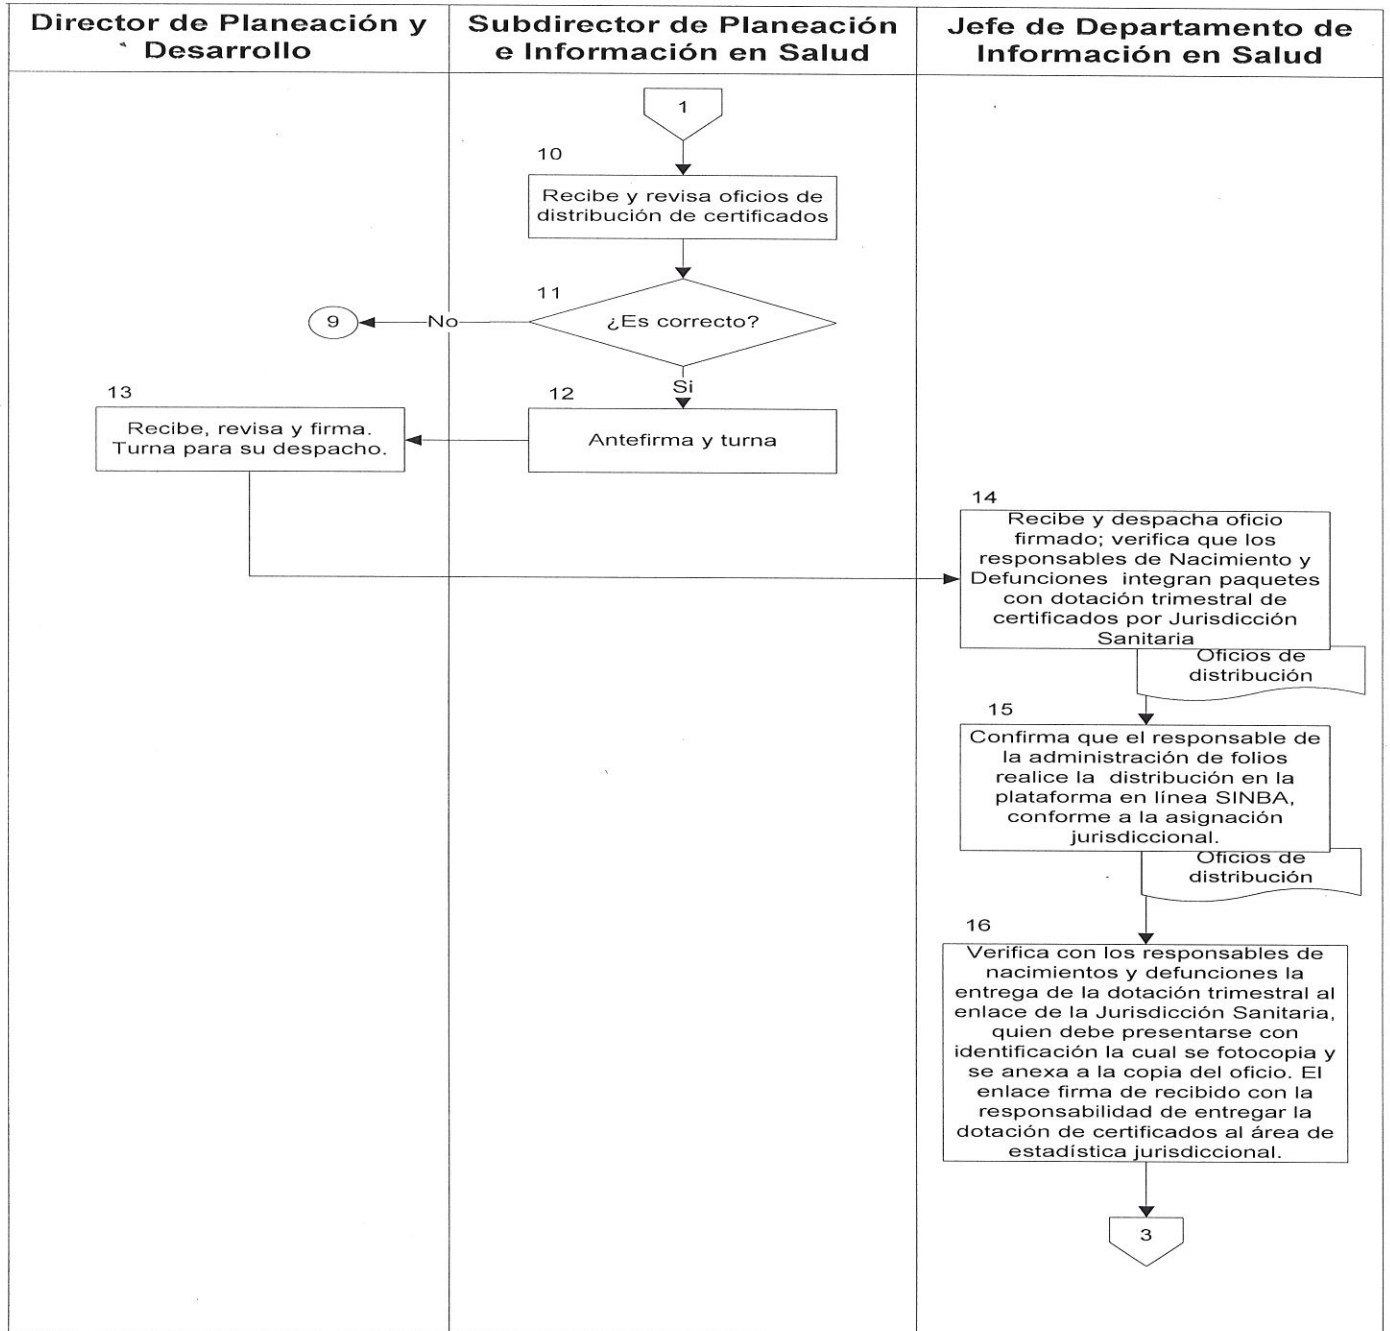 Director de Planeación y
Desarrollo
Subdirector de Planeación
e Información en Salud
Jefe de Departamento de
Información en Salud
1
10
Recibe y revisa oficios de
distribución de certificados
11
¿Es correcto?
No
9
Si
12
Antefirma y turna
13
Recibe, revisa y firma.
Turna para su despacho.
14
Recibe y despacha oficio
firmado; verifica que los
responsables de Nacimiento y
Defunciones integran paquetes
con dotación trimestral de
certificados por Jurisdicción
Sanitaria
Oficios de
distribución
15
Confirma que el responsable de
la administración de folios
realice la distribución en la
plataforma en línea SINBA,
conforme a la asignación
jurisdiccional.
Oficios de
distribución
16
Verifica con los responsables de
nacimientos y defunciones la
entrega de la dotación trimestral al
enlace de la Jurisdicción Sanitaria,
quien debe presentarse con
identificación la cual se fotocopia y
se anexa a la copia del oficio. El
enlace firma de recibido con la
responsabilidad de entregar la
dotación de certificados al área de
estadística jurisdiccional.
3